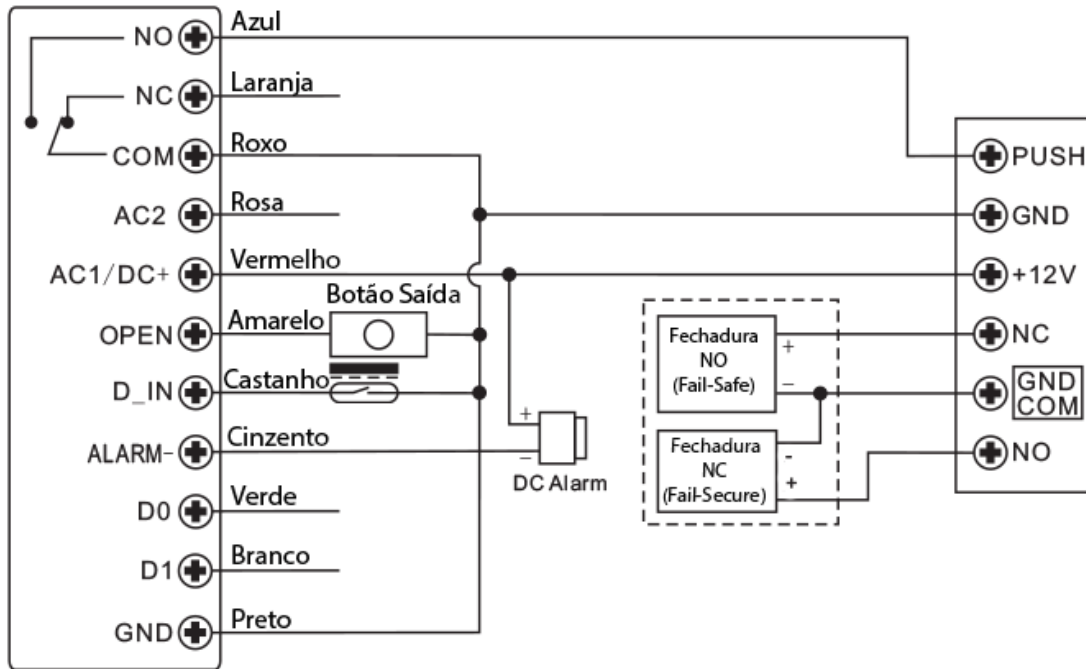 NO Azul
NC Laranja
COM Roxo
AC2 Rosa
AC1/DC+ Vermelho
Botáo Saída
OPEN Amarelo
D_IN Castanho
ALARM- Cinzento
D0 Verde
D1 Branco
GND Preto
+
-
DC Alarm
Fechadura
NO
(Fail-Safe)
+
-
Fechadura
NC
(Fail-Secure)
-
+
PUSH
GND
+12V
NC
GND
COM
NO